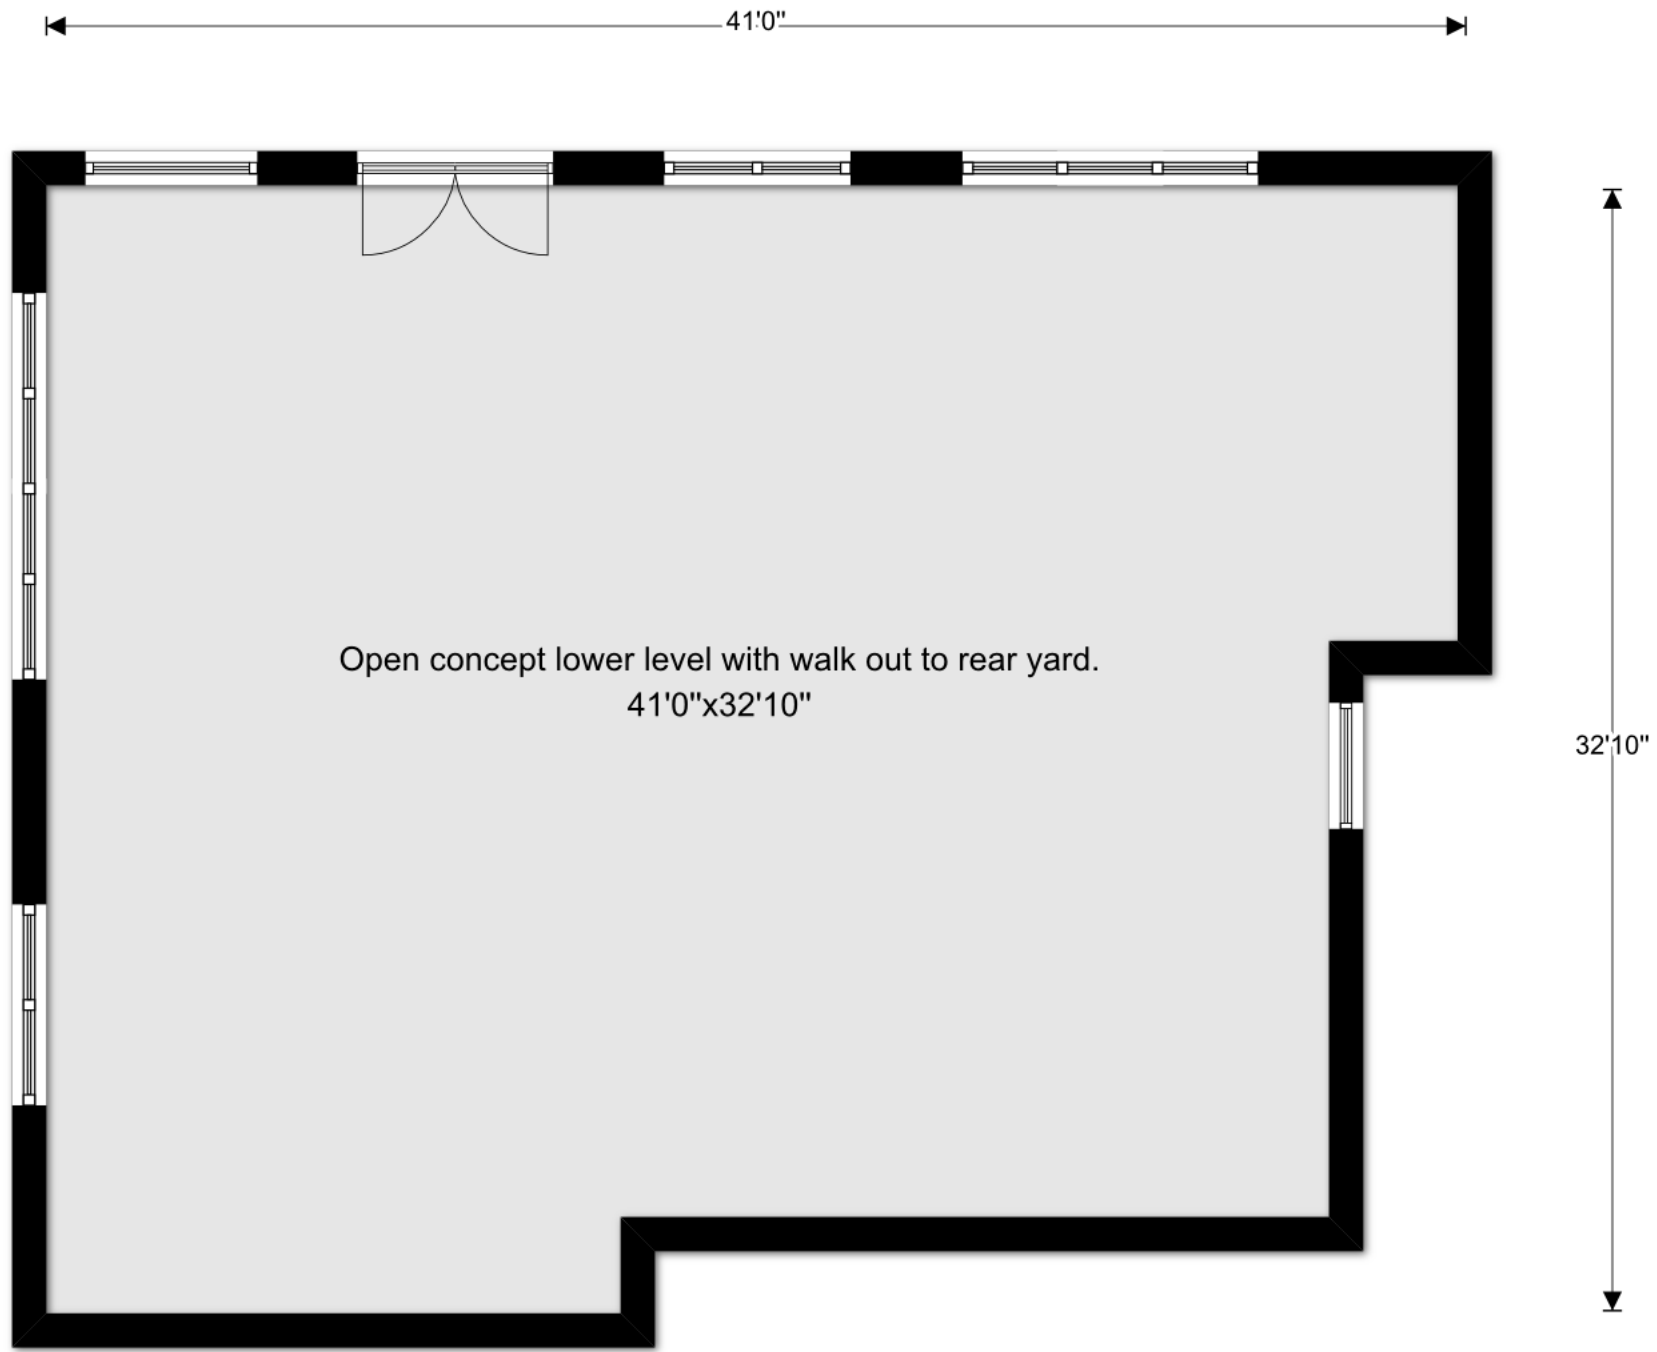 41'0"
Open concept lower level with walk out to rear yard.
41'0"x32'10"
32'10"